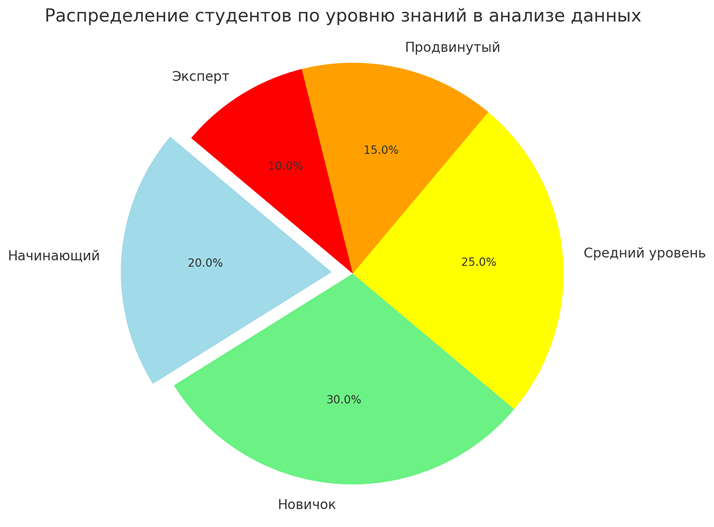 Распределение студентов по уровню знаний в анализе данных
Продвинутый
Эксперт
15.0%
10.0%
Начинающий
20.0%
25.0%
Средний уровень
30.0%
Новичок